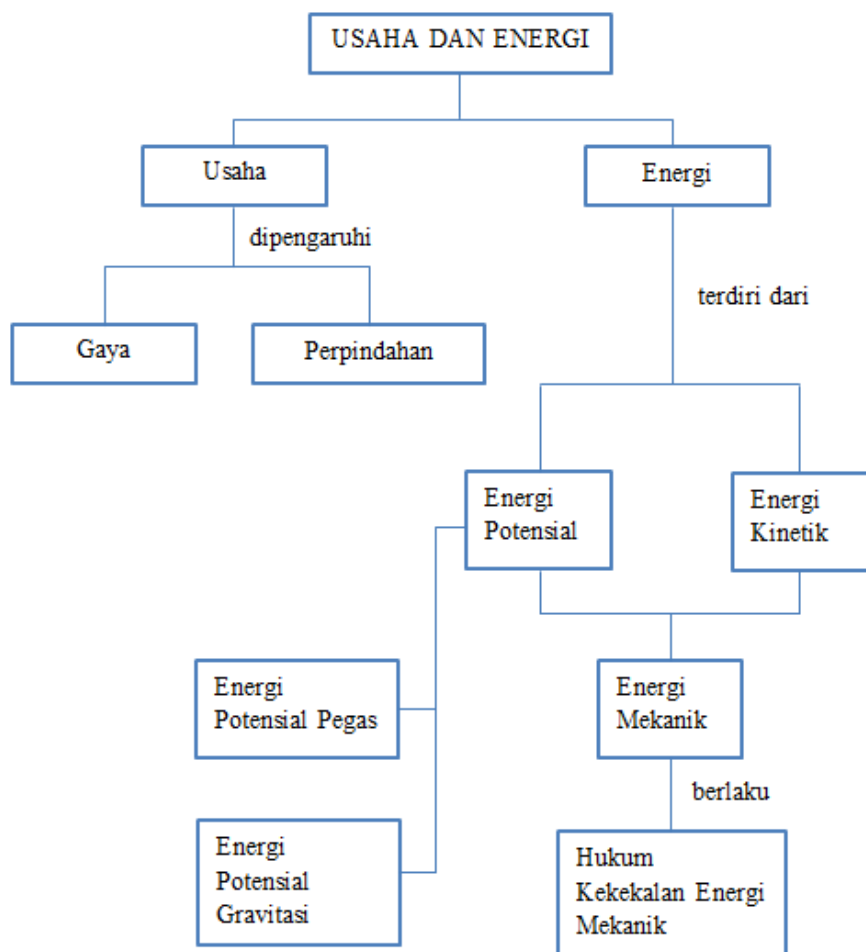 USAHA DAN ENERGI
Usaha
Energi
dipengaruhi
terdiri dari
Gaya
Perpindahan
Energi
Potensial
Energi
Kinetik
Energi
Potensial Pegas
Energi
Mekanik
berlaku
Energi
Potensial
Gravitasi
Hukum
Kekekalan Energi
Mekanik